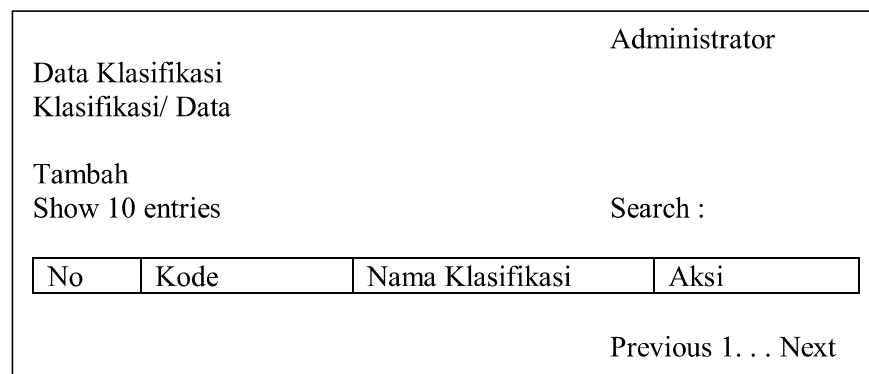 Administrator
Data Klasifikasi
Klasifikasi/ Data
Tambah
Show 10 entries Search :
No Kode Nama Klasifikasi Aksi
Previous 1. . . Next